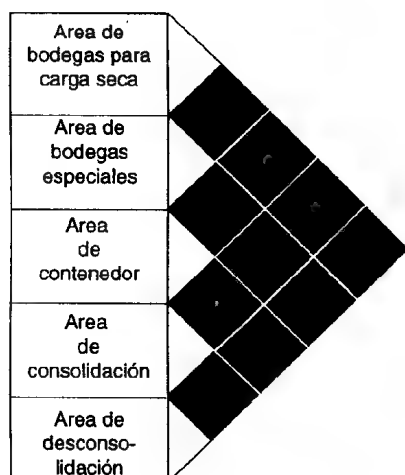 Area de
bodegas para
carga seca
Area de
bodegas
especiales
Area
de
contenedor
Area
de
consolidación
Area de
desconso-
lidación